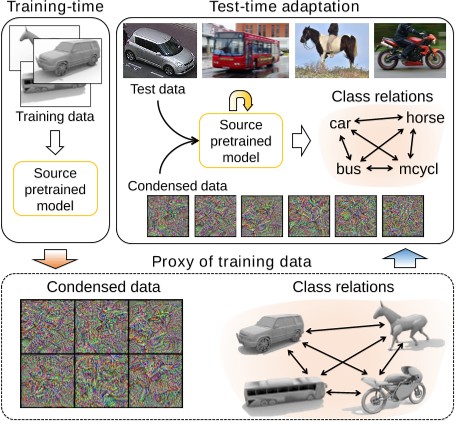 Training-time
Training data
Source
pretrained
model
Test-time adaptation
Test data
Source
pretrained
model
Condensed data
Class relations
car
horse
bus
mcycl
Proxy of training data
Condensed data
Class relations